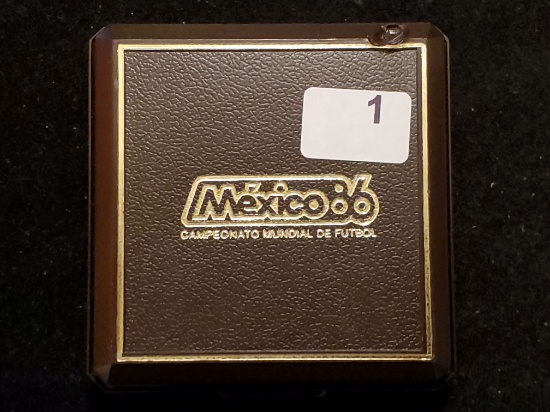 1
México 86
CAMPEONATO MUNDIAL DE FUTBOL